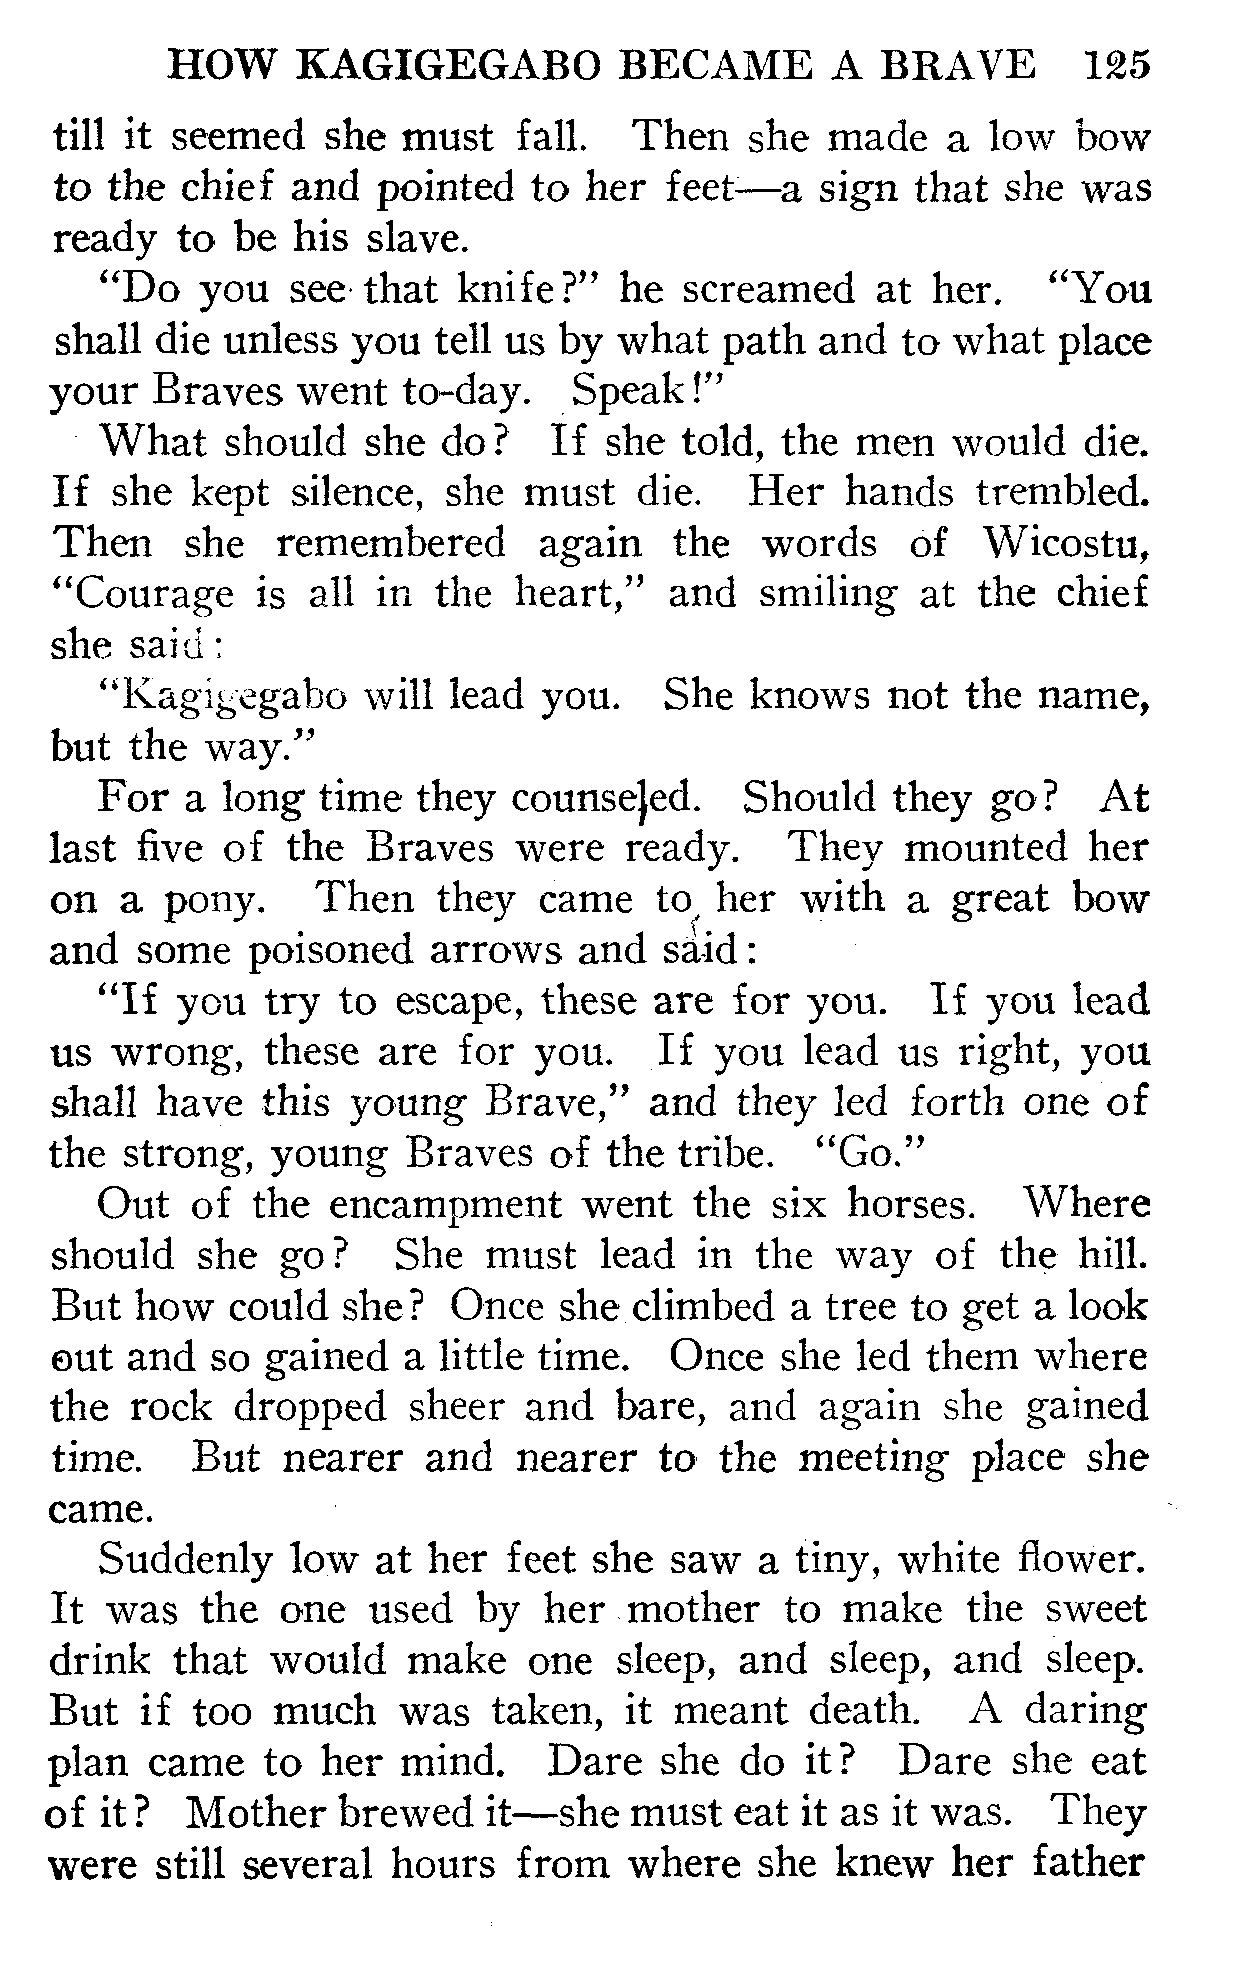 HOW KAGIGEGABO BECAME A BRAVE 125
till it seemed she must fall. Then she made a low bow
to the chief and pointed to her feet—a sign that she was
ready to be his slave.
“Do you see that knife?” he screamed at her. “You
shall die unless you tell us by what path and to what place
your Braves went to-day. Speak!”
What should she do? If she told, the men would die.
If she kept silence, she must die. Her hands trembled.
Then she remembered again the words of Wicostu,
“Courage is all in the heart,” and smiling at the chief
she said:
“Kagigegabo will lead you. She knows not the name,
but the way.”
For a long time they counseled. Should they go? At
last five of the Braves were ready. They mounted her
on a pony. Then they came to her with a great bow
and some poisoned arrows and said:
“If you try to escape, these are for you. If you lead
us wrong, these are for you. If you lead us right, you
shall have this young Brave,” and they led forth one of
the strong, young Braves of the tribe. “Go.”
Out of the encampment went the six horses. Where
should she go? She must lead in the way of the hill.
But how could she? Once she climbed a tree to get a look
out and so gained a little time. Once she led them where
the rock dropped sheer and bare, and again she gained
time. But nearer and nearer to the meeting place she
came.
Suddenly low at her feet she saw a tiny, white flower.
It was the one used by her mother to make the sweet
drink that would make one sleep, and sleep, and sleep.
But if too much was taken, it meant death. A daring
plan came to her mind. Dare she do it? Dare she eat
of it? Mother brewed it—she must eat it as it was. They
were still several hours from where she knew her father